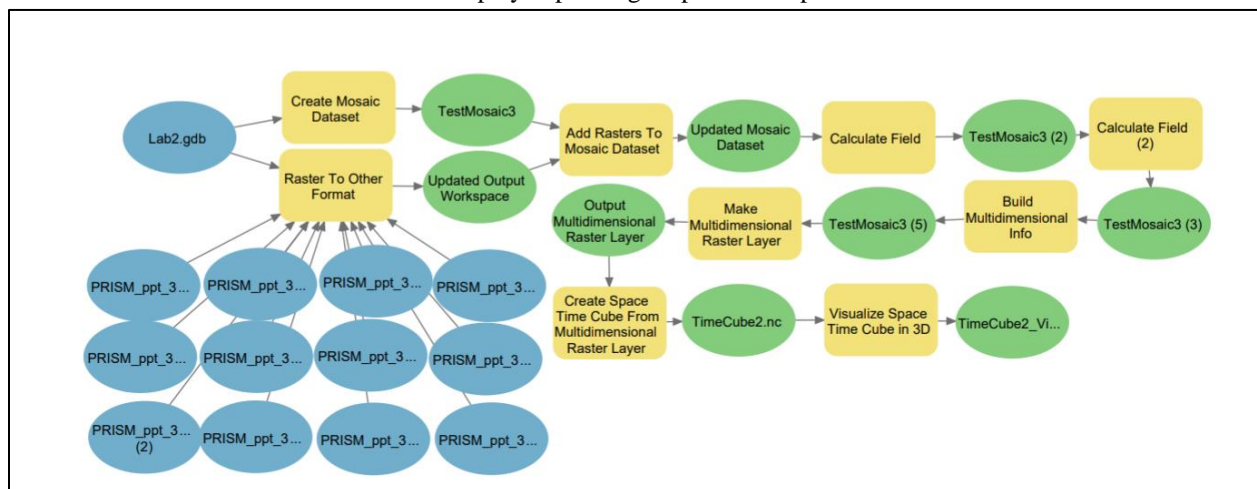 Lab2.gdb
Create Mosaic
Dataset
TestMosaic3
Raster To Other
Format
Updated Output
Workspace
Add Rasters To
Mosaic Dataset
Updated Mosaic
Dataset
Calculate Field
TestMosaic3 (2)
Calculate Field
(2)
TestMosaic3 (3)
Build
Multidimensional
Info
TestMosaic3 (5)
Make
Multidimensional
Raster Layer
Output
Multidimensional
Raster Layer
Create Space
Time Cube From
Multidimensional
Raster Layer
TimeCube2.nc
Visualize Space
Time Cube in 3D
TimeCube2_Vi...
PRISM_ppt_3...
PRISM_ppt_3...
PRISM_ppt_3...
PRISM_ppt_3...
PRISM_ppt_3...
PRISM_ppt_3...
PRISM_ppt_3...
PRISM_ppt_3...
PRISM_ppt_3...
(2)
PRISM_ppt_3...
PRISM_ppt_3...
PRISM_ppt_3...